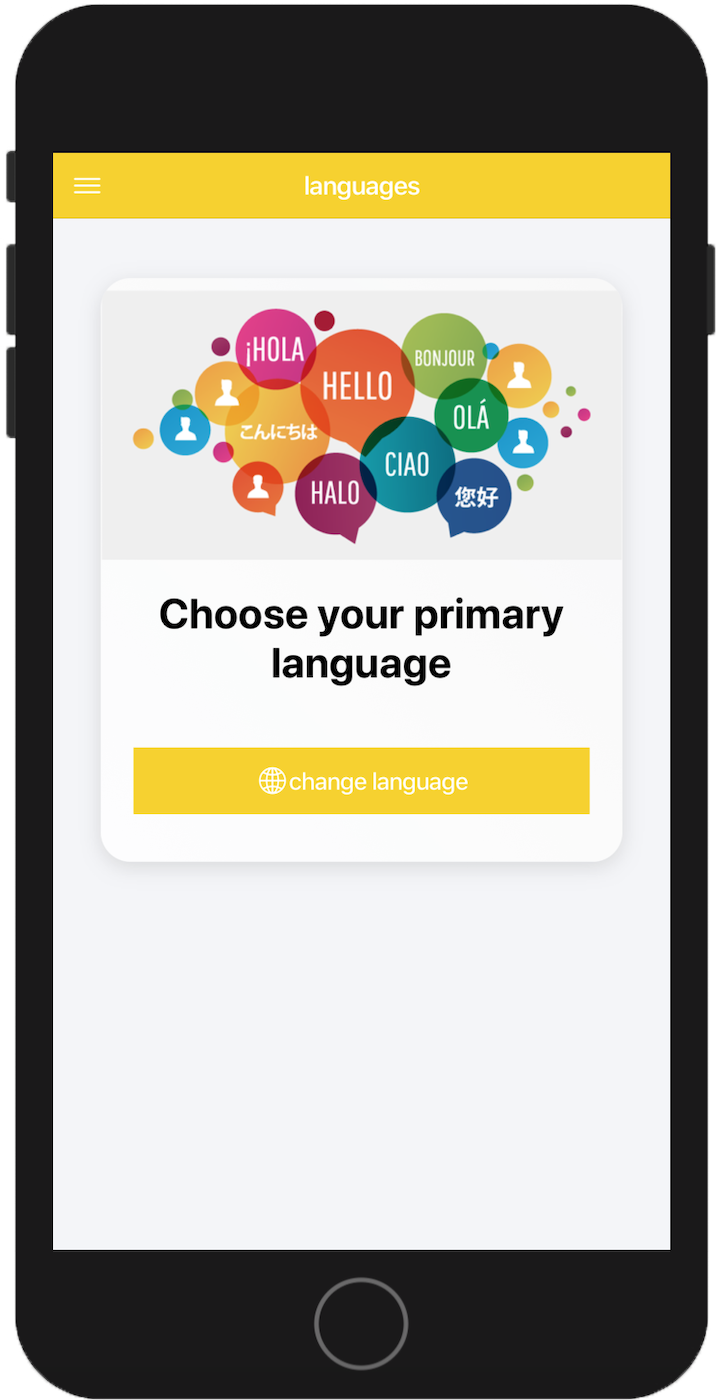 languages
¡HOLA
HELLO
BONJOUR
こんにちは
OLÁ
CIAO
HALO
您好
Choose your primary
language
change language